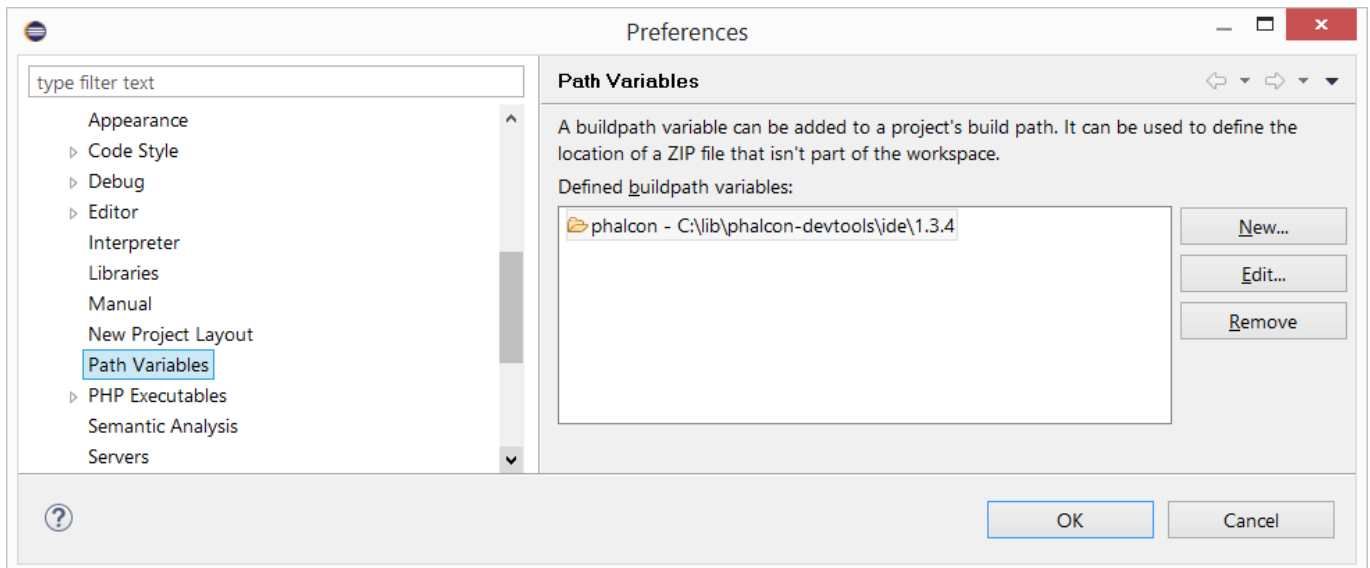 Preferences
type filter text
Appearance
Code Style
Debug
Editor
Interpreter
Libraries
Manual
New Project Layout
Path Variables
PHP Executables
Semantic Analysis
Servers
Path Variables
A buildpath variable can be added to a project's build path. It can be used to define the
location of a ZIP file that isn't part of the workspace.
Defined buildpath variables:
phalcon - C:\lib\phalcon-devtools\ide\1.3.4
New...
Edit...
Remove
OK
Cancel